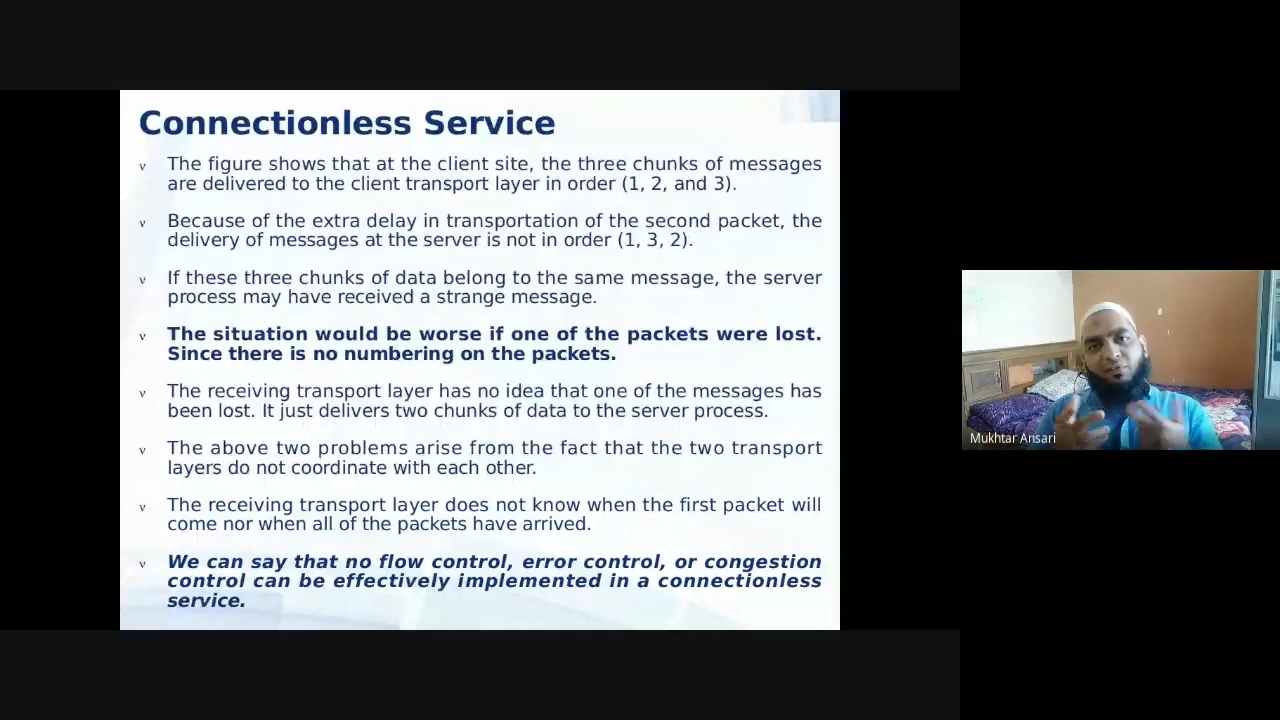 Connectionless Service
v The figure shows that at the client site, the three chunks of messages
are delivered to the client transport layer in order (1, 2, and 3).
v Because of the extra delay in transportation of the second packet, the
delivery of messages at the server is not in order (1, 3, 2).
v If these three chunks of data belong to the same message, the server
process may have received a strange message.
v The situation would be worse if one of the packets were lost.
Since there is no numbering on the packets.
v The receiving transport layer has no idea that one of the messages has
been lost. It just delivers two chunks of data to the server process.
v The above two problems arise from the fact that the two transport
layers do not coordinate with each other.
v The receiving transport layer does not know when the first packet will
come nor when all of the packets have arrived.
v We can say that no flow control, error control, or congestion
control can be effectively implemented in a connectionless
service.
Mukhtar Ansari